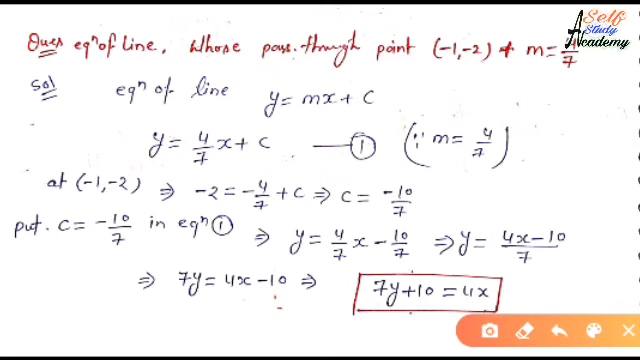 Self
Study
Academy
Ques eqⁿ of line, Whose pass. through point (-1,-2) & m = /7
Sol eqⁿ of line y = mx + c
y = 4/7 x + c —— ① (∵ m = 4/7)
at (-1,-2) ⇒ -2 = -4/7 + c ⇒ c = -10/7
put. c = -10/7 in eqⁿ ① ⇒ y = 4/7 x - 10/7 ⇒ y = 4x-10/7
⇒ 7y = 4x - 10 ⇒ 7y + 10 = 4x